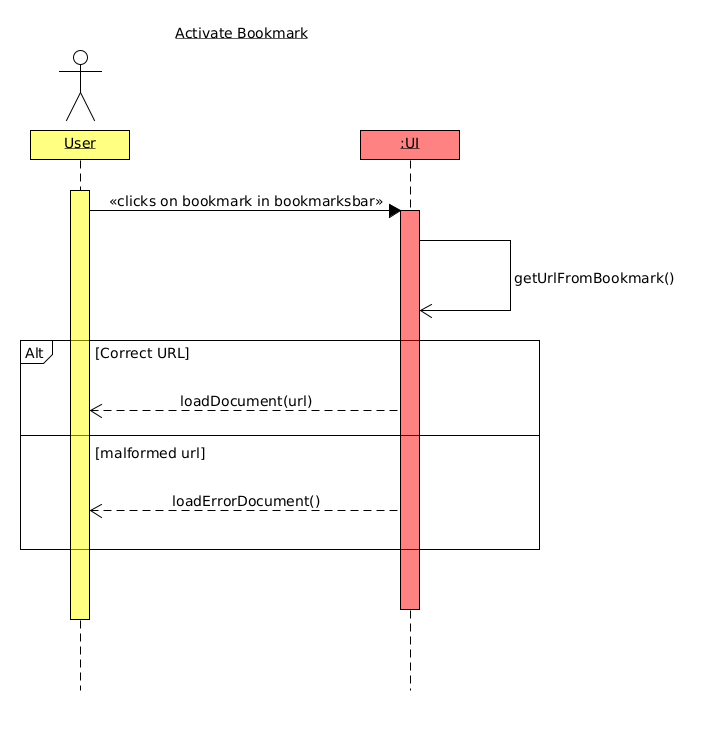 Activate Bookmark
User
:UI
«clicks on bookmark in bookmarksbar»
getUrlFromBookmark()
Alt
[Correct URL]
loadDocument(url)
[malformed url]
loadErrorDocument()